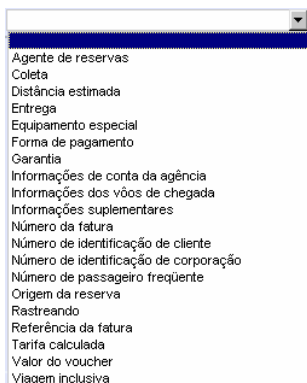 Agente de reservas
Coleta
Distância estimada
Entrega
Equipamento especial
Forma de pagamento
Garantia
Informações de conta da agência
Informações dos vôos de chegada
Informações suplementares
Número da fatura
Número de identificação de cliente
Número de identificação de corporação
Número de passageiro freqüente
Origem da reserva
Rastreando
Referência da fatura
Tarifa calculada
Valor do voucher
Viagem inclusiva